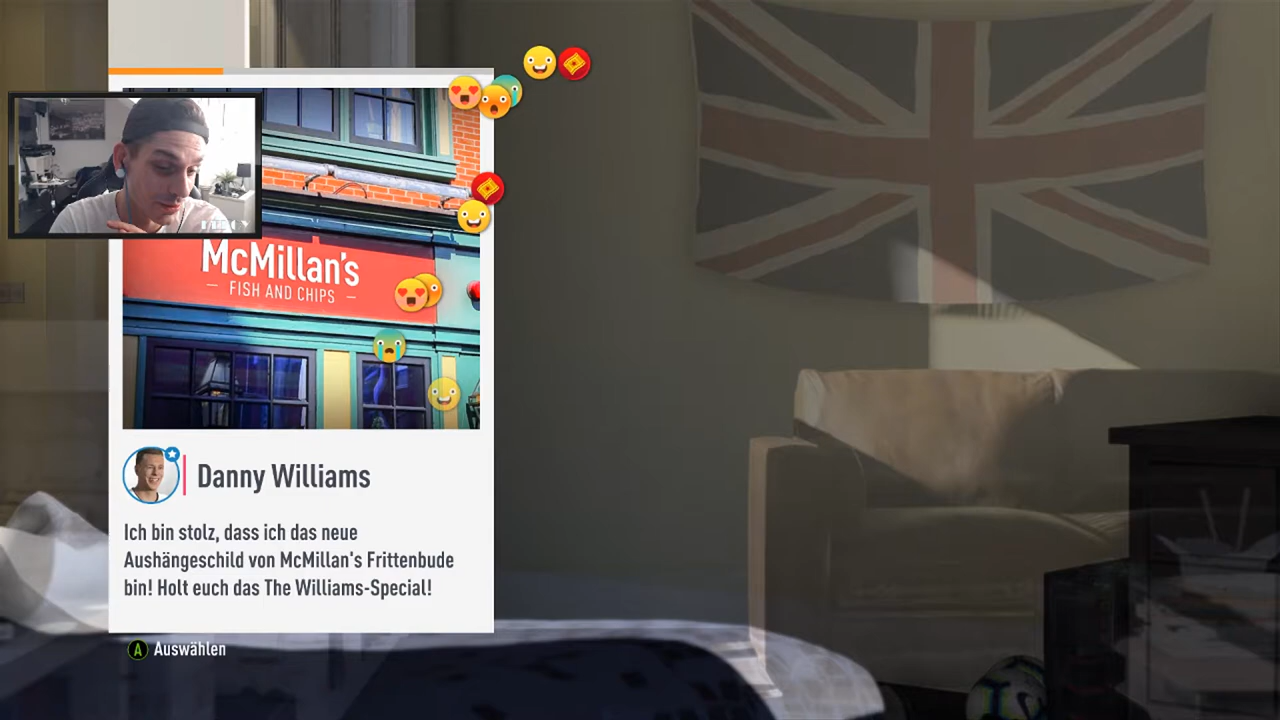 McMillan's
— FISH AND CHIPS —
Danny Williams
Ich bin stolz, dass ich das neue
Aushängeschild von McMillan's Frittenbude
bin! Holt euch das The Williams-Special!
A Auswählen